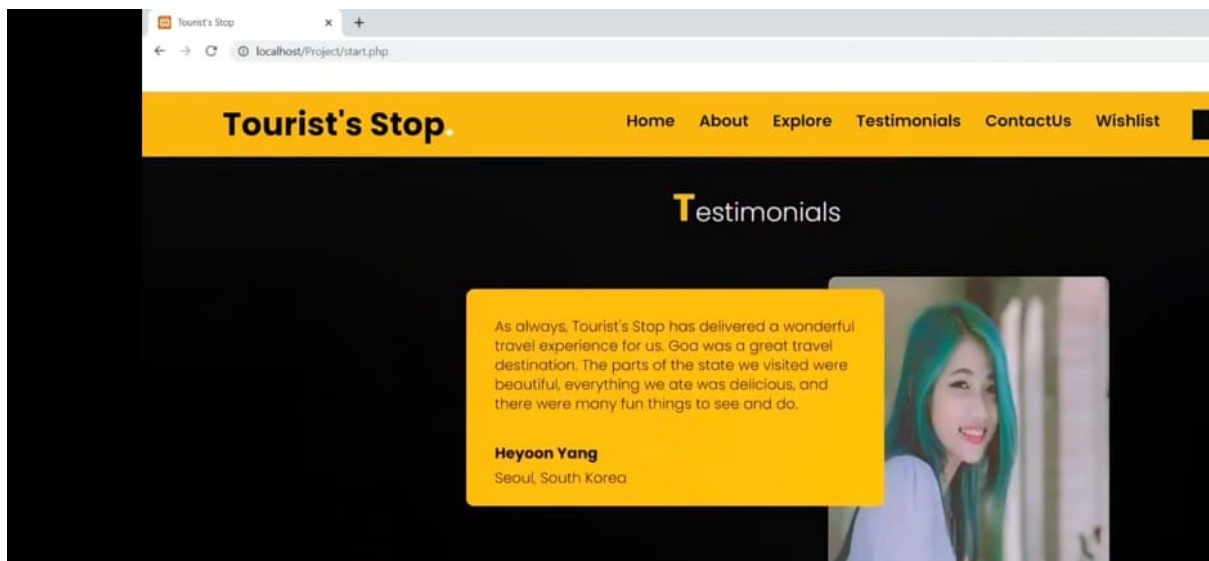 Tourist's Stop
localhost/Project/start.php
Tourist's Stop.
Home About Explore Testimonials ContactUs Wishlist
Testimonials
As always, Tourist's Stop has delivered a wonderful
travel experience for us. Goa was a great travel
destination. The parts of the state we visited were
beautiful, everything we ate was delicious, and
there were many fun things to see and do.
Heyoon Yang
Seoul, South Korea